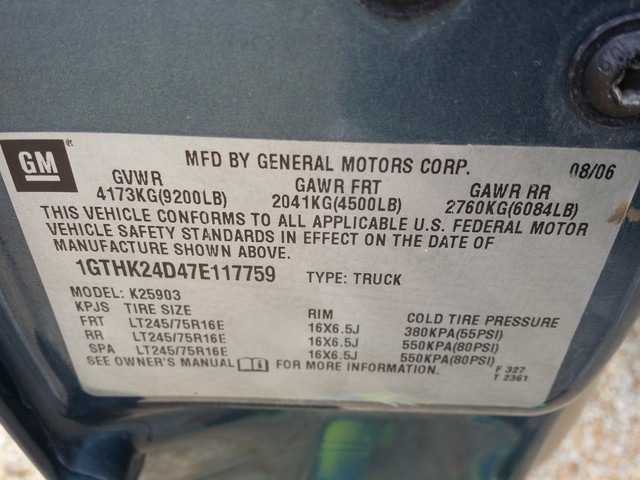 GM
MFD BY GENERAL MOTORS CORP. 08/06
GVWR GAWR FRT GAWR RR
4173KG(9200LB) 2041KG(4500LB) 2760KG(6084LB)
THIS VEHICLE CONFORMS TO ALL APPLICABLE U.S. FEDERAL MOTOR
VEHICLE SAFETY STANDARDS IN EFFECT ON THE DATE OF
MANUFACTURE SHOWN ABOVE.
1GTHK24D47E117759 TYPE: TRUCK
MODEL: K25903
KPJS TIRE SIZE RIM COLD TIRE PRESSURE
FRT LT245/75R16E 16X6.5J 380KPA(55PSI)
RR LT245/75R16E 16X6.5J 550KPA(80PSI)
SPA LT245/75R16E 16X6.5J 550KPA(80PSI)
SEE OWNER'S MANUAL FOR MORE INFORMATION. F 327
T 2361